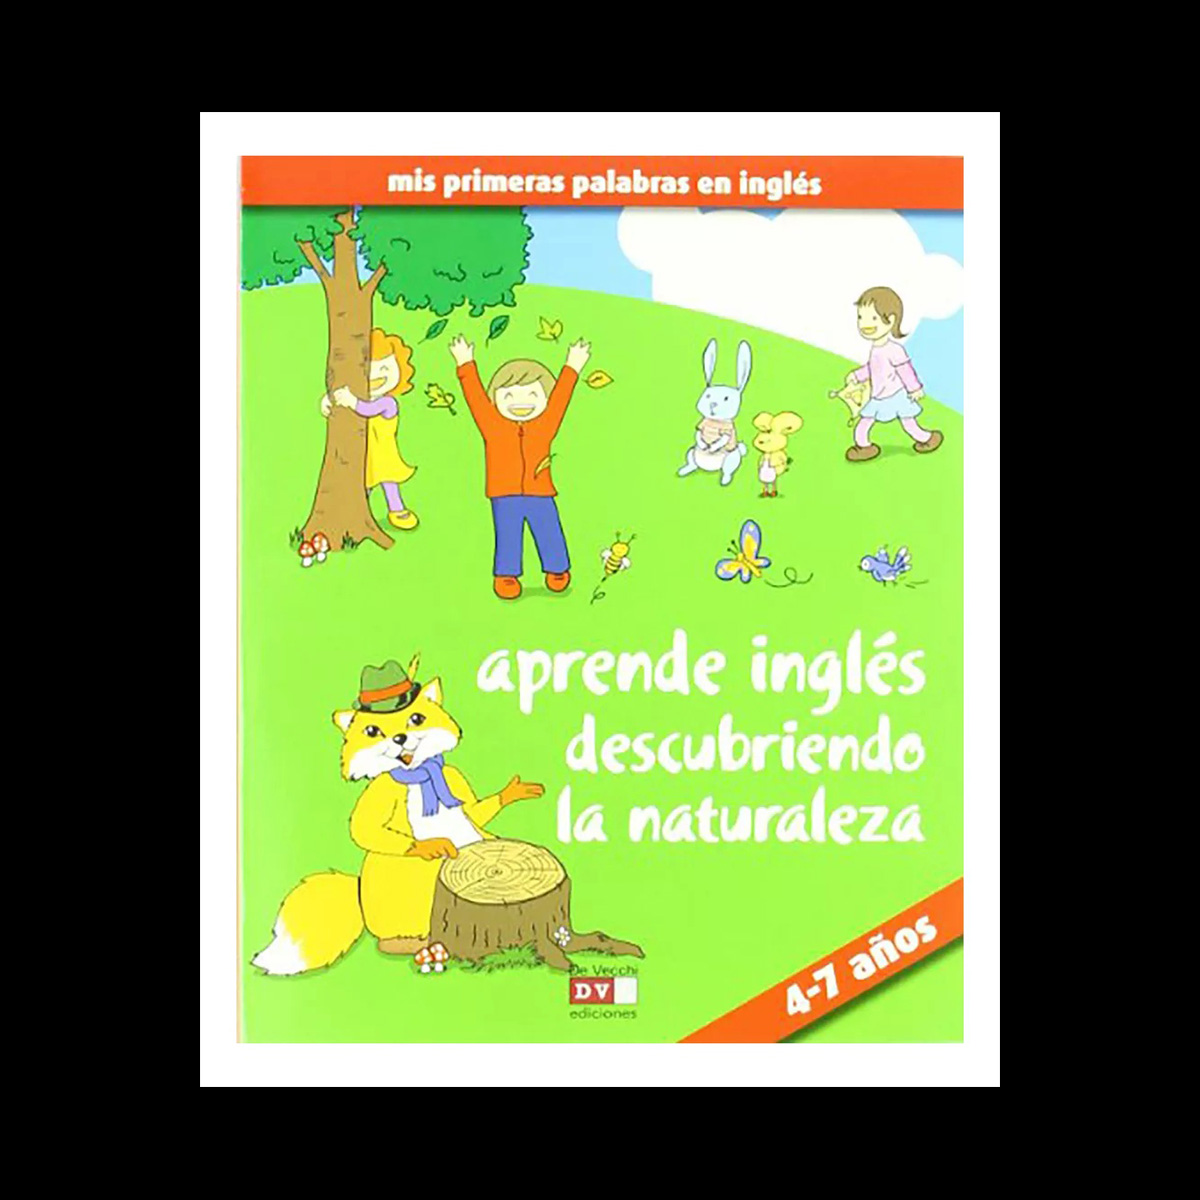 mis primeras palabras en inglés
aprende inglés
descubriendo
la naturaleza
4-7 años
De Vecchi
DV
ediciones